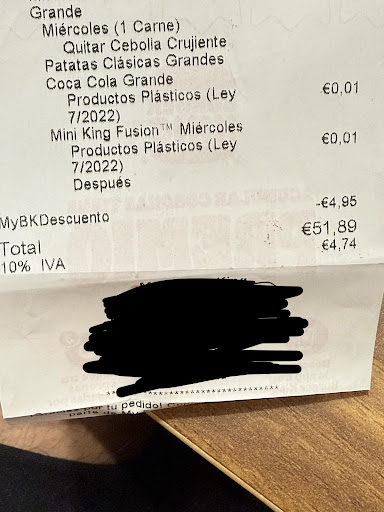 Grande
Miércoles (1 Carne)
Quitar Cebolla Crujiente
Patatas Clásicas Grandes
Coca Cola Grande
Productos Plásticos (Ley €0,01
7/2022)
Mini King Fusion™ Miércoles
Productos Plásticos (Ley €0,01
7/2022)
Después
MyBKDescuento -€4,95
Total €51,89
10% IVA €4,74
tu pedido!